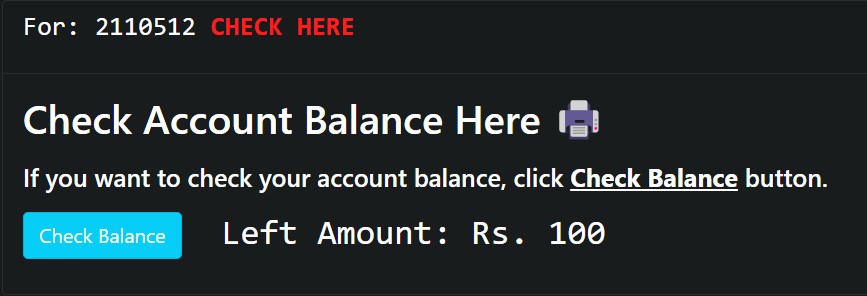 For: 2110512 CHECK HERE
Check Account Balance Here
If you want to check your account balance, click Check Balance button.
Check Balance
Left Amount: Rs. 100